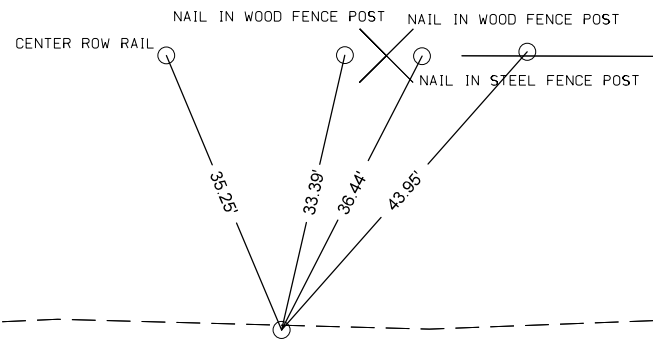 NAIL IN WOOD FENCE POST
NAIL IN WOOD FENCE POST
CENTER ROW RAIL
NAIL IN STEEL FENCE POST
35.25'
33.39'
36.44'
43.95'